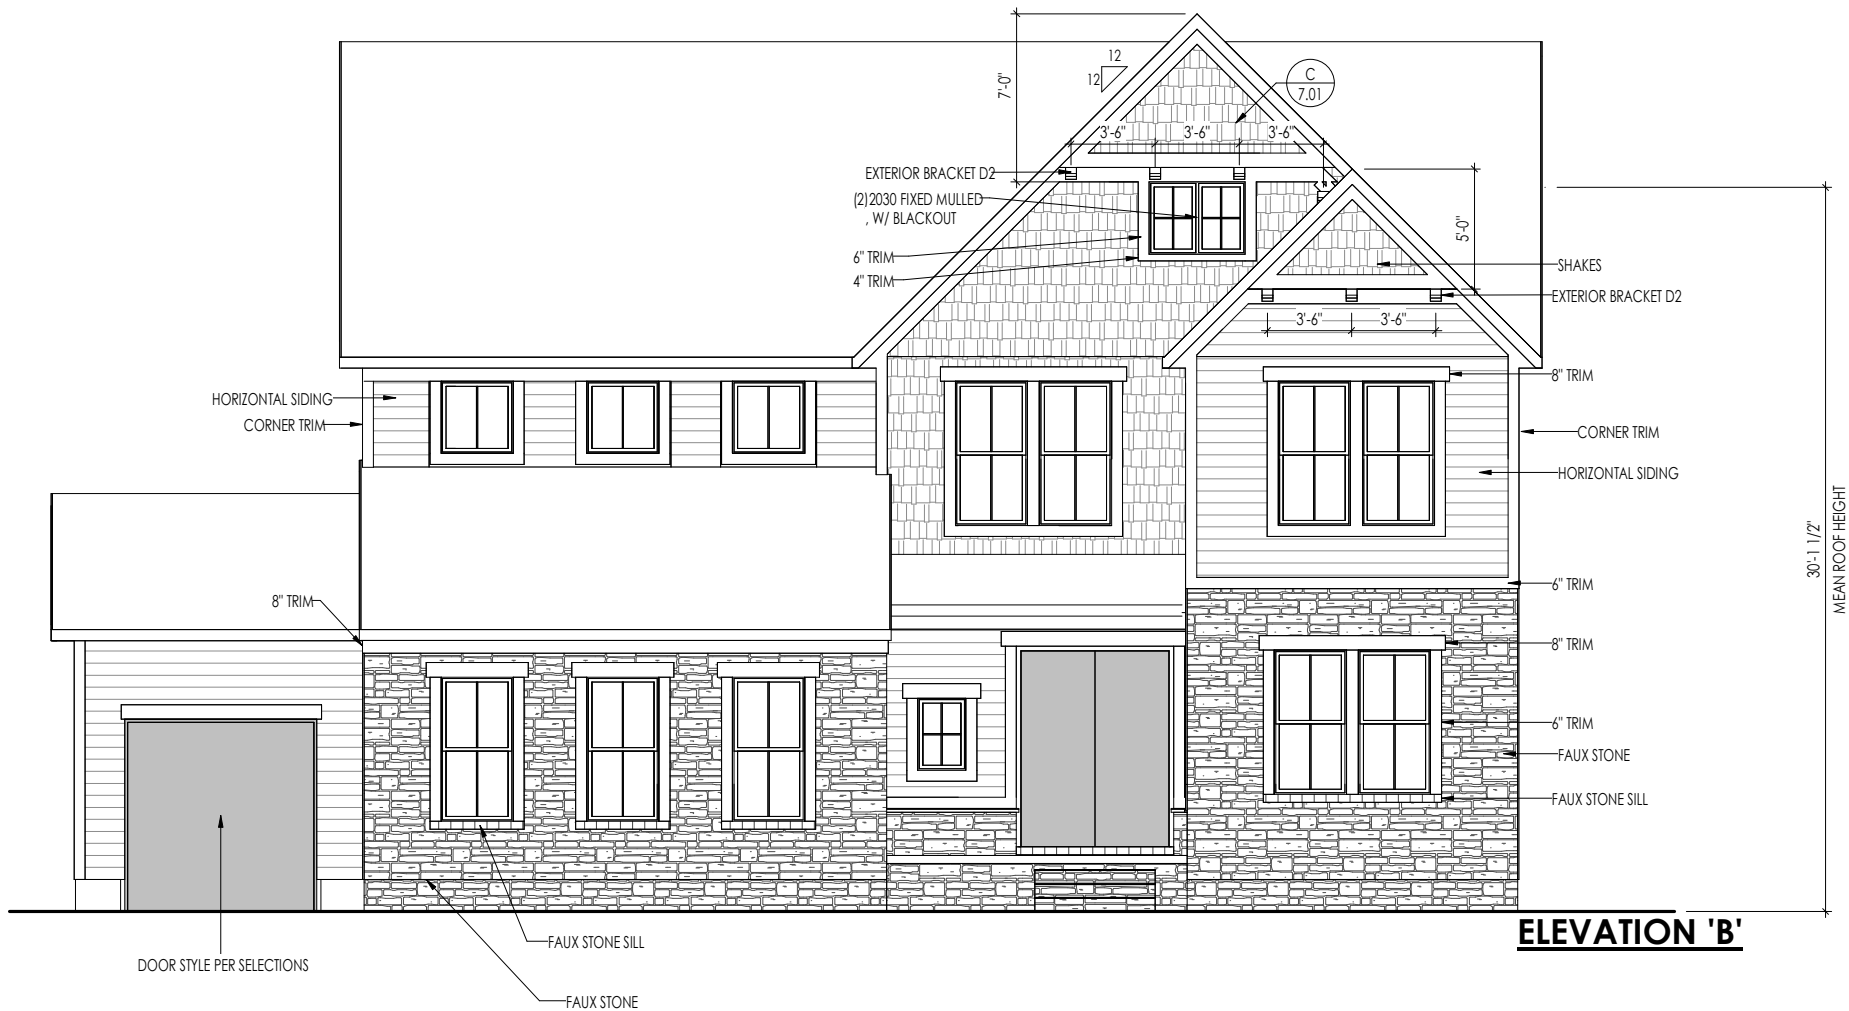 12
12
7'-0"
C
7.01
3'-6"
3'-6"
3'-6"
EXTERIOR BRACKET D2
(2)2030 FIXED MULLED
, W/ BLACKOUT
6" TRIM
4" TRIM
5'-0"
SHAKES
EXTERIOR BRACKET D2
3'-6"
3'-6"
8" TRIM
HORIZONTAL SIDING
CORNER TRIM
CORNER TRIM
HORIZONTAL SIDING
30'-1 1/2"
MEAN ROOF HEIGHT
8" TRIM
6" TRIM
8" TRIM
6" TRIM
FAUX STONE
FAUX STONE SILL
ELEVATION 'B'
FAUX STONE SILL
DOOR STYLE PER SELECTIONS
FAUX STONE